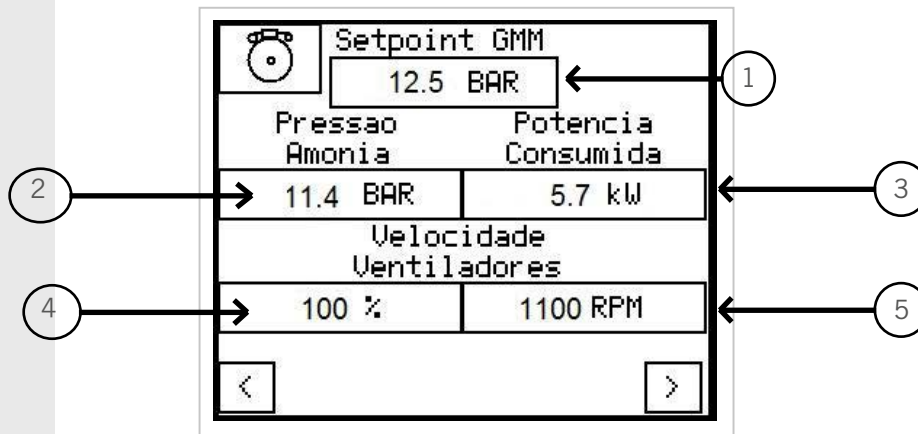 Setpoint GMM
12.5 BAR
1
Pressao Potencia
Amonia Consumida
2
11.4 BAR 5.7 kW
3
Velocidade
Ventiladores
4
100 % 1100 RPM
5
< >